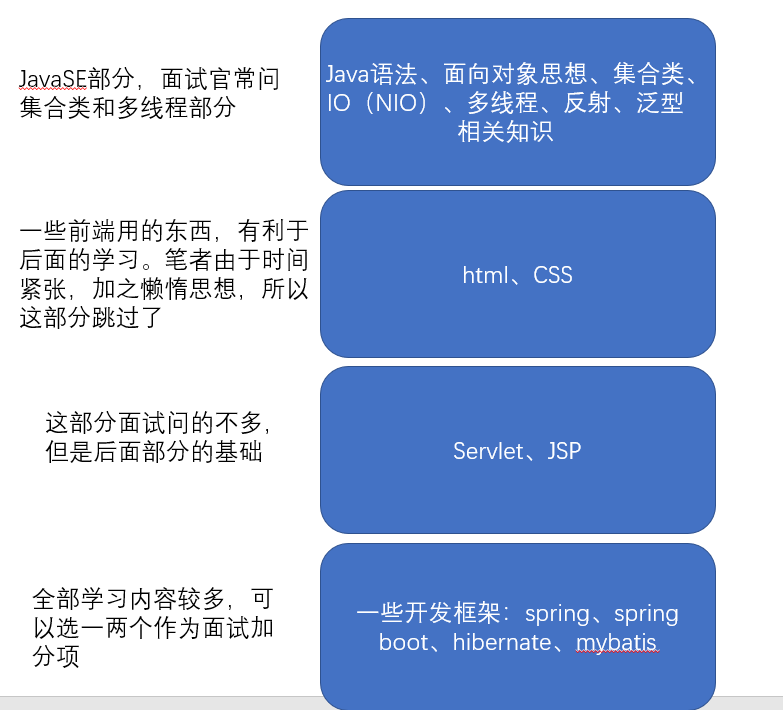 JavaSE部分，面试官常问
集合类和多线程部分
Java语法、面向对象思想、集合类、
IO（NIO）、多线程、反射、泛型
相关知识
一些前端用的东西，有利于
后面的学习。笔者由于时间
紧张，加之懒惰思想，所以
这部分跳过了
html、CSS
这部分面试问的不多，
但是后面部分的基础
Servlet、JSP
全部学习内容较多，可
以选一两个作为面试加
分项
一些开发框架：spring、spring
boot、hibernate、mybatis